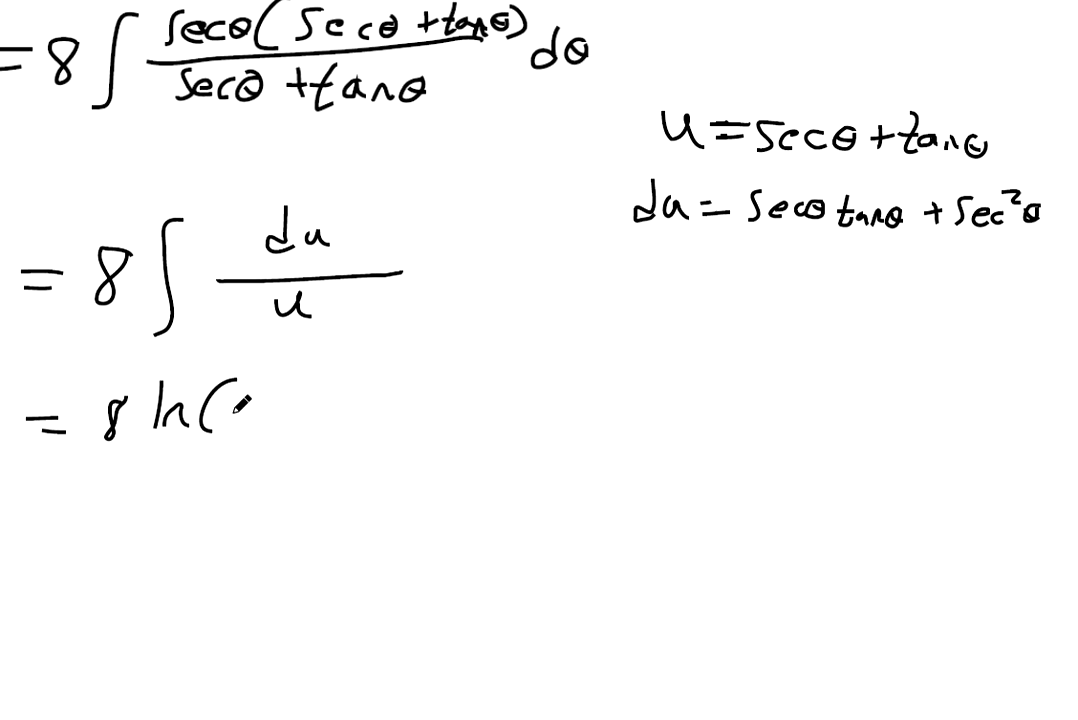 = 8 ∫ secθ(secθ + tanθ) / secθ + tanθ dθ
u = secθ + tanθ
du = secθ tanθ + sec²θ
= 8 ∫ du / u
= 8 ln(